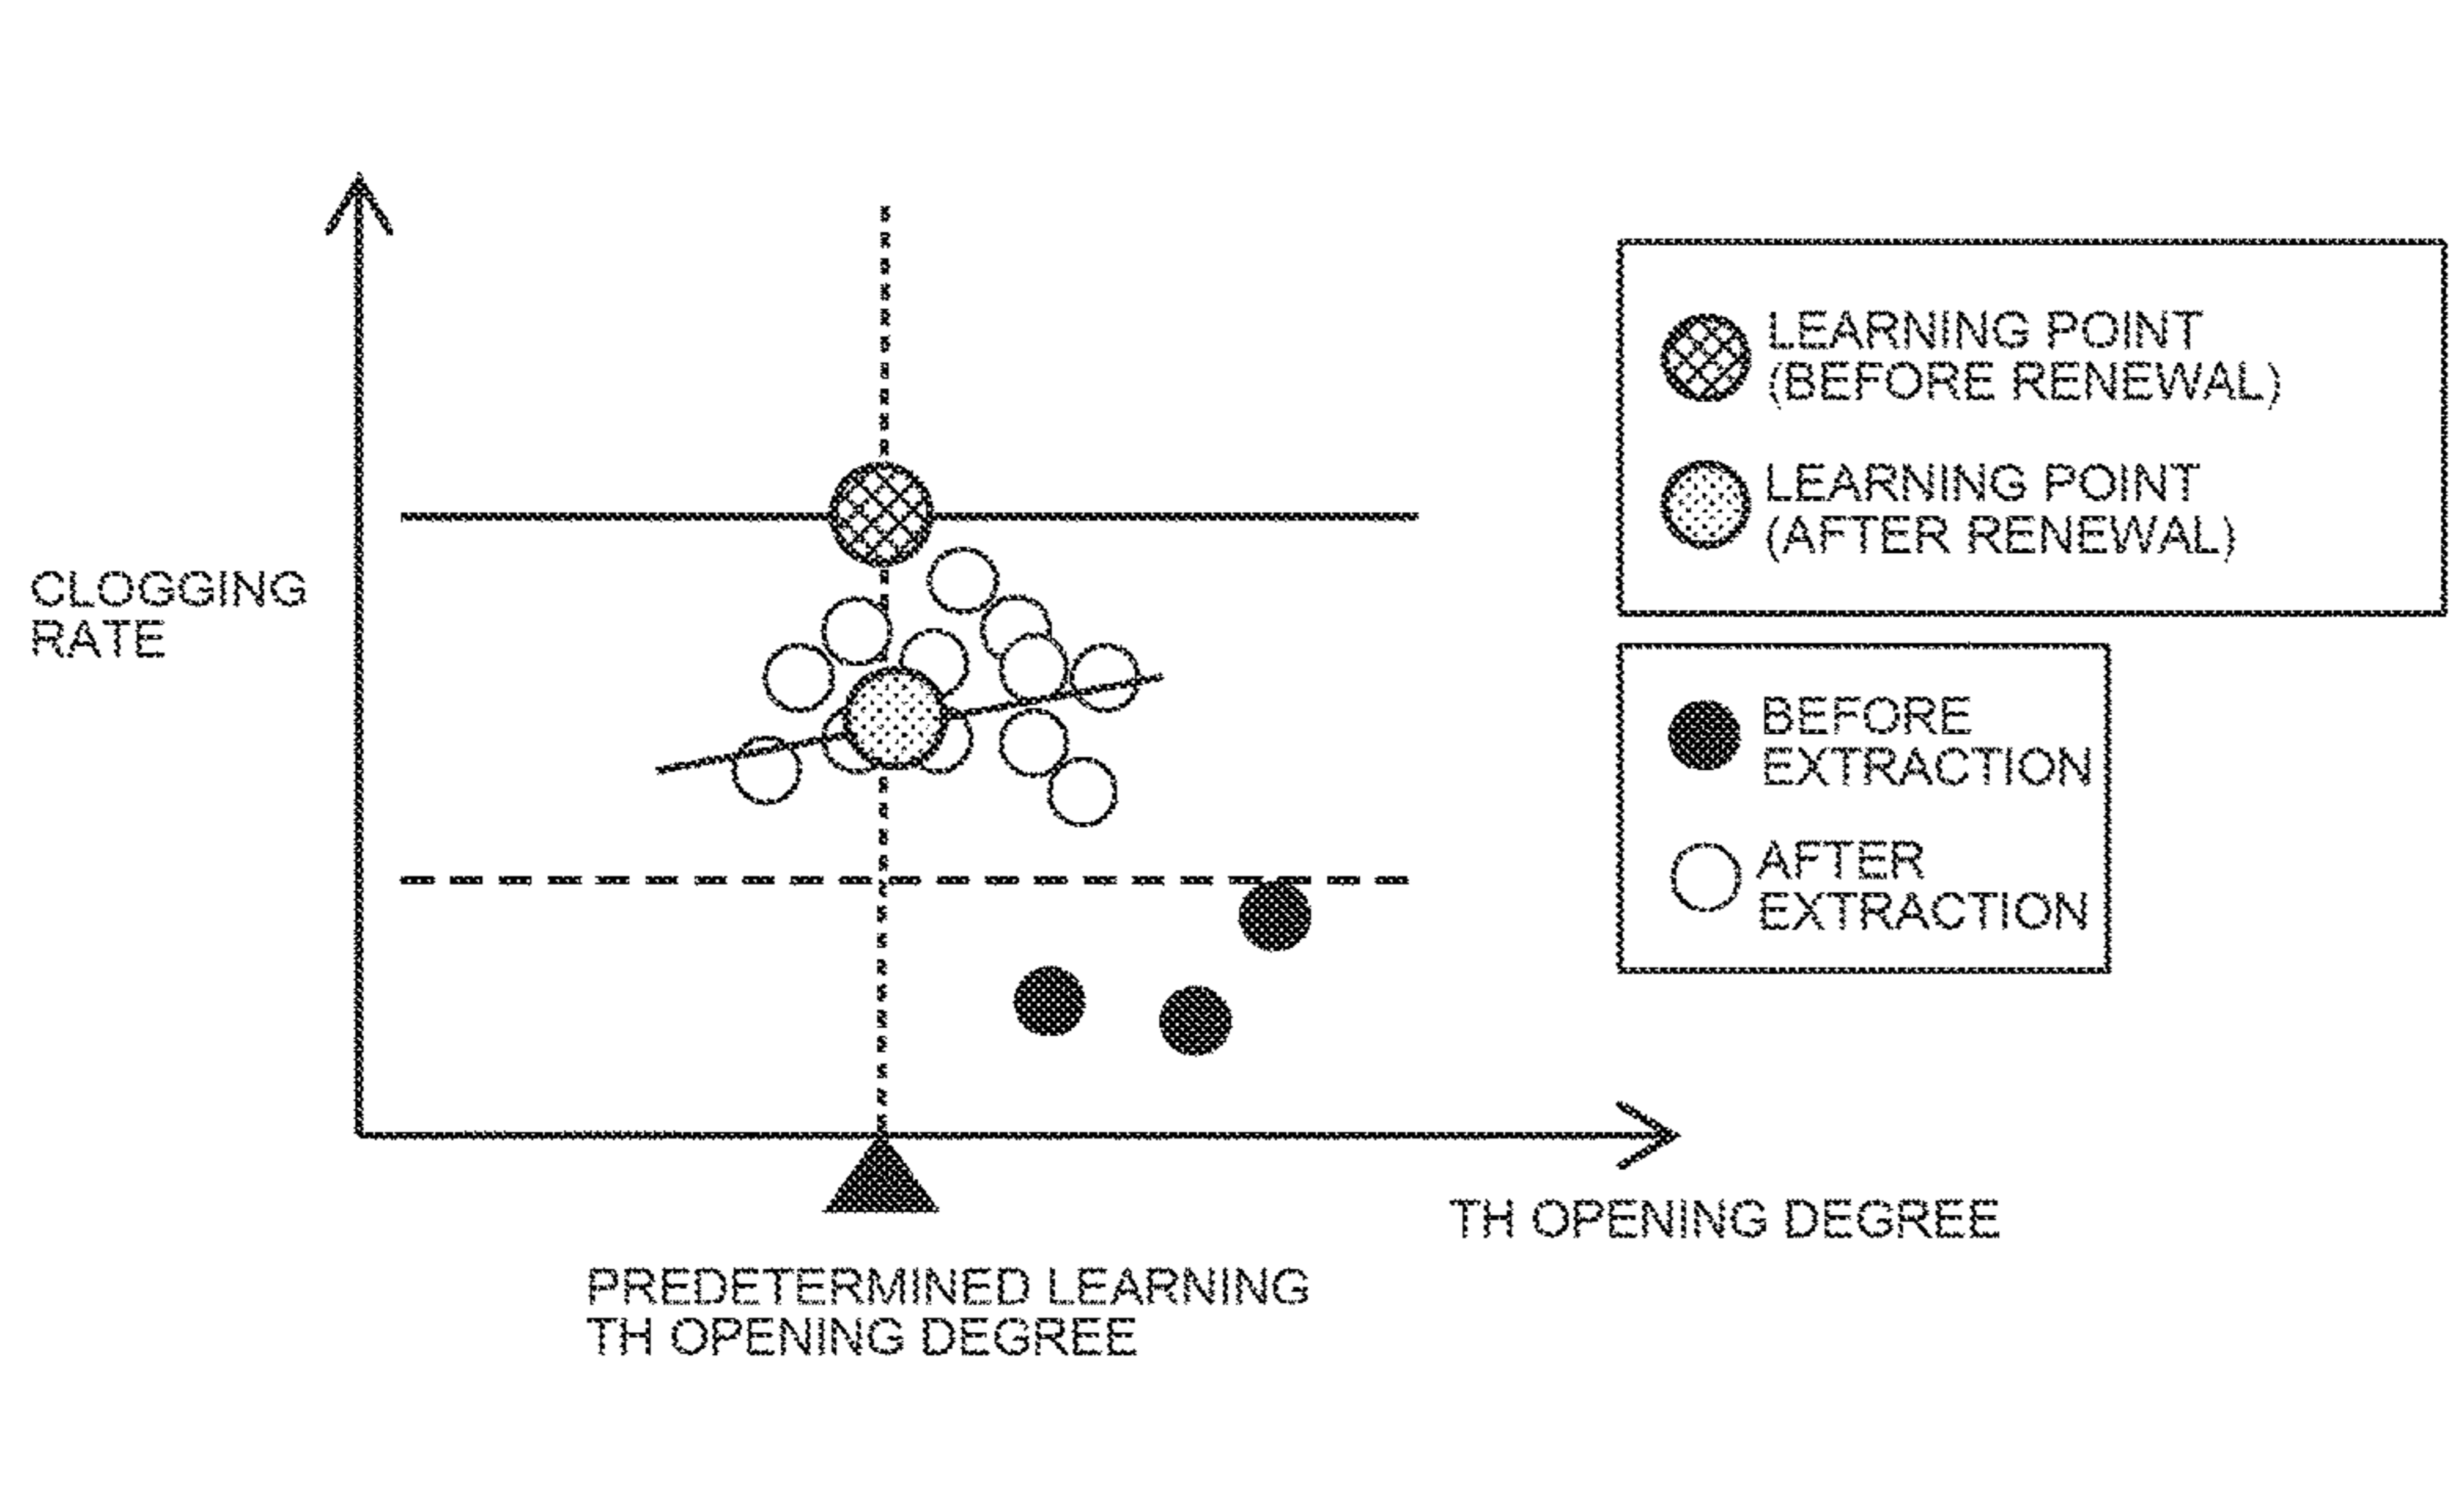 CLOGGING
RATE
LEARNING POINT
(BEFORE RENEWAL)
LEARNING POINT
(AFTER RENEWAL)
BEFORE
EXTRACTION
AFTER
EXTRACTION
TH OPENING DEGREE
PREDETERMINED LEARNING
TH OPENING DEGREE